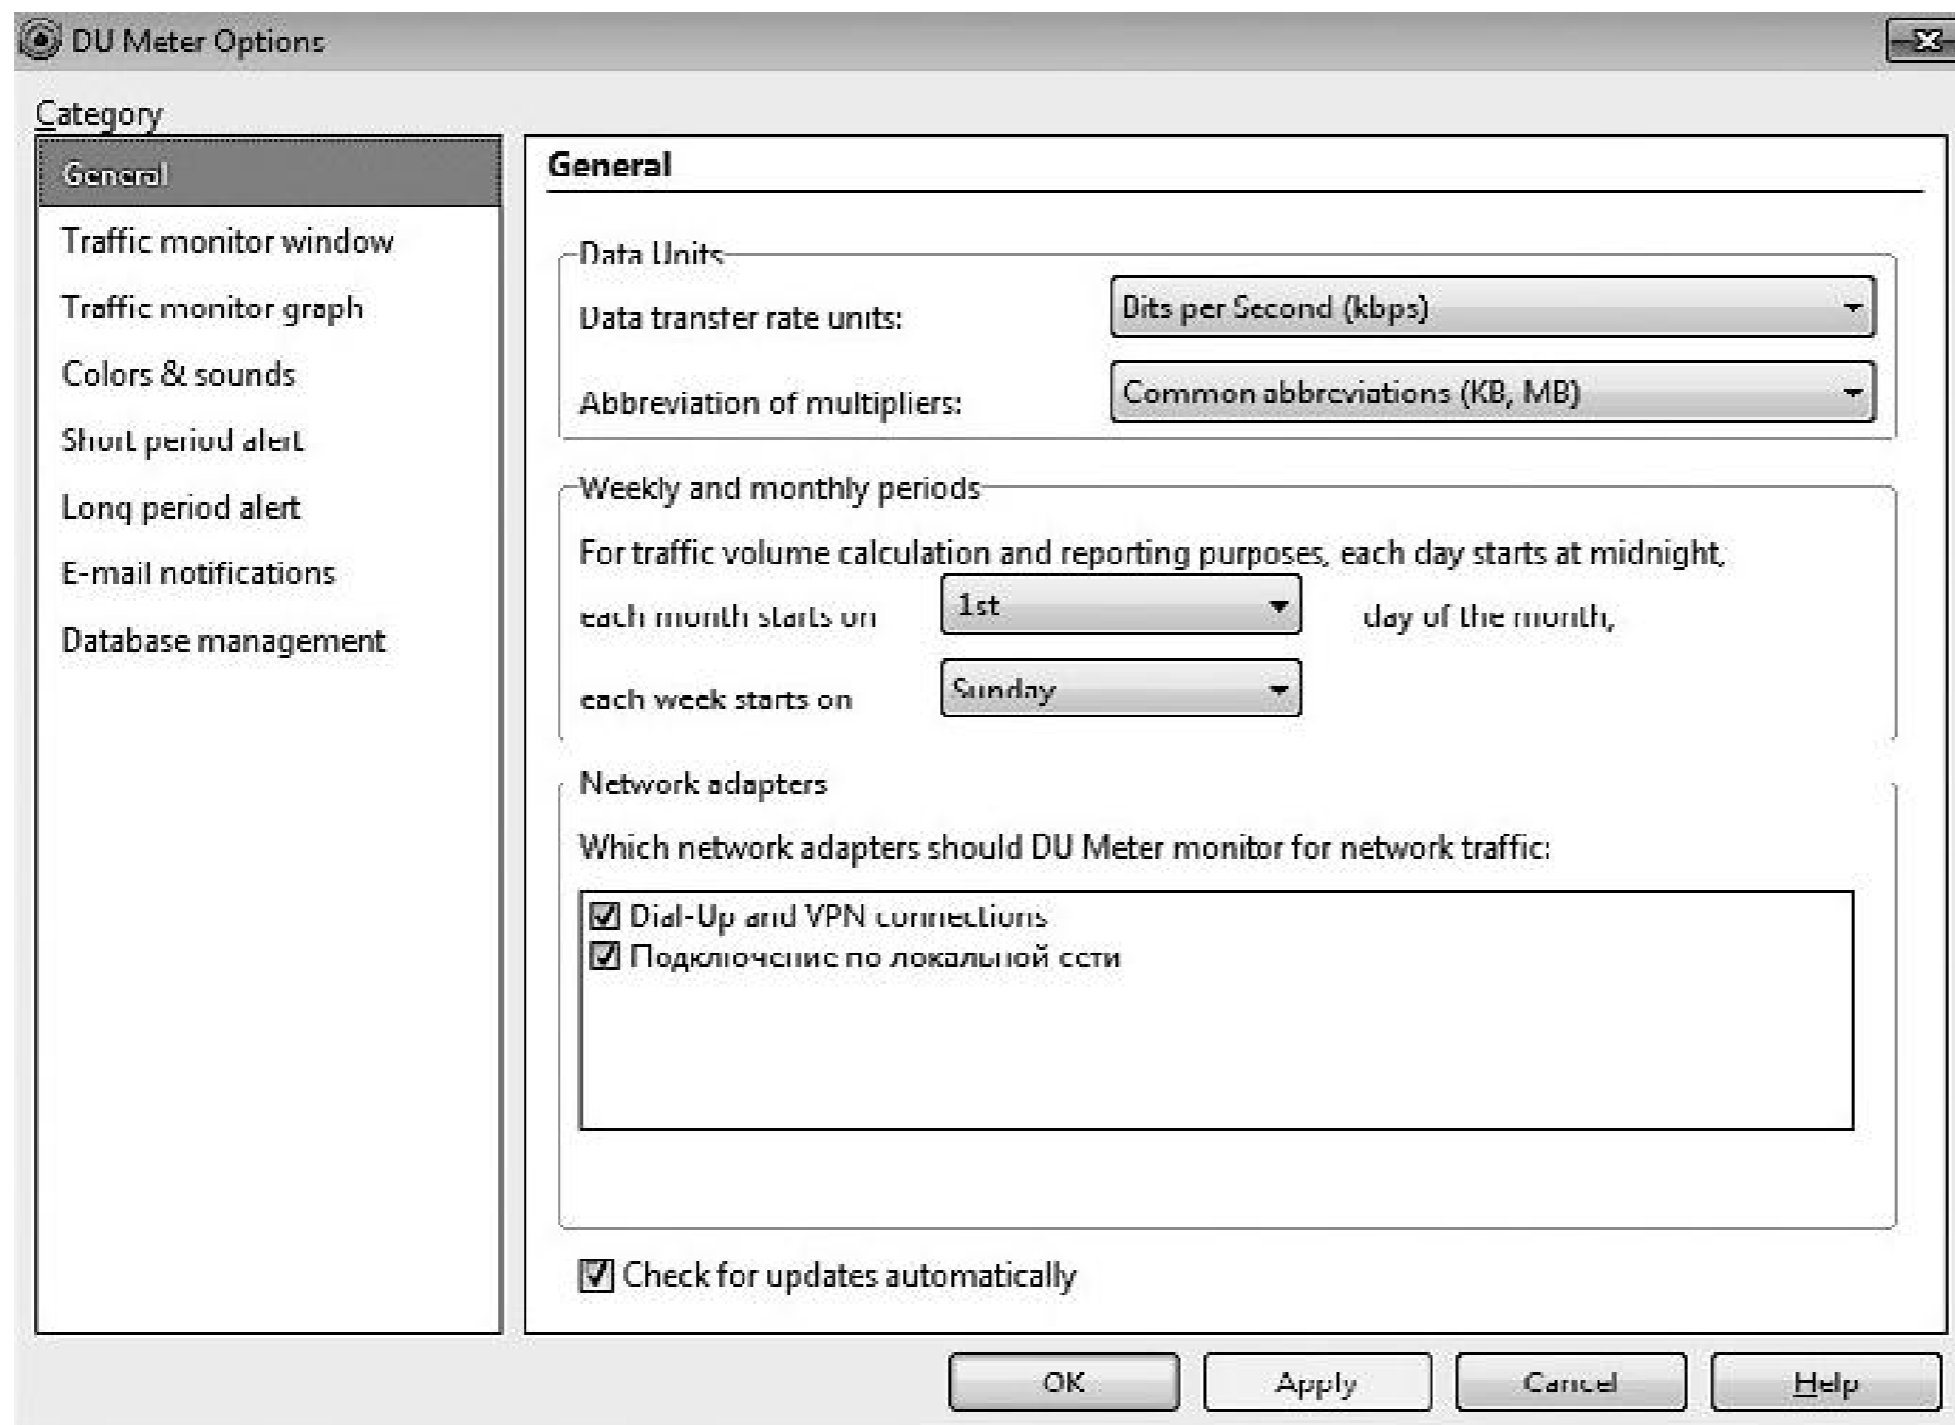 DU Meter Options
Category
General
Traffic monitor window
Traffic monitor graph
Colors & sounds
Short period alert
Long period alert
E-mail notifications
Database management
General
Data Units
Data transfer rate units: Bits per Second (kbps)
Abbreviation of multipliers: Common abbreviations (KB, MB)
Weekly and monthly periods
For traffic volume calculation and reporting purposes, each day starts at midnight,
each month starts on 1st day of the month,
each week starts on Sunday
Network adapters
Which network adapters should DU Meter monitor for network traffic:
Dial-Up and VPN connections
Подключение по локальной сети
Check for updates automatically
OK Apply Cancel Help